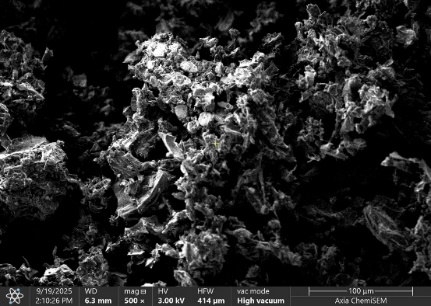 9/19/2025 WD mag HV HFW vac mode 100 µm
2:10:26 PM 6.3 mm 500 × 3.00 kV 414 µm High vacuum Axia ChemiSEM